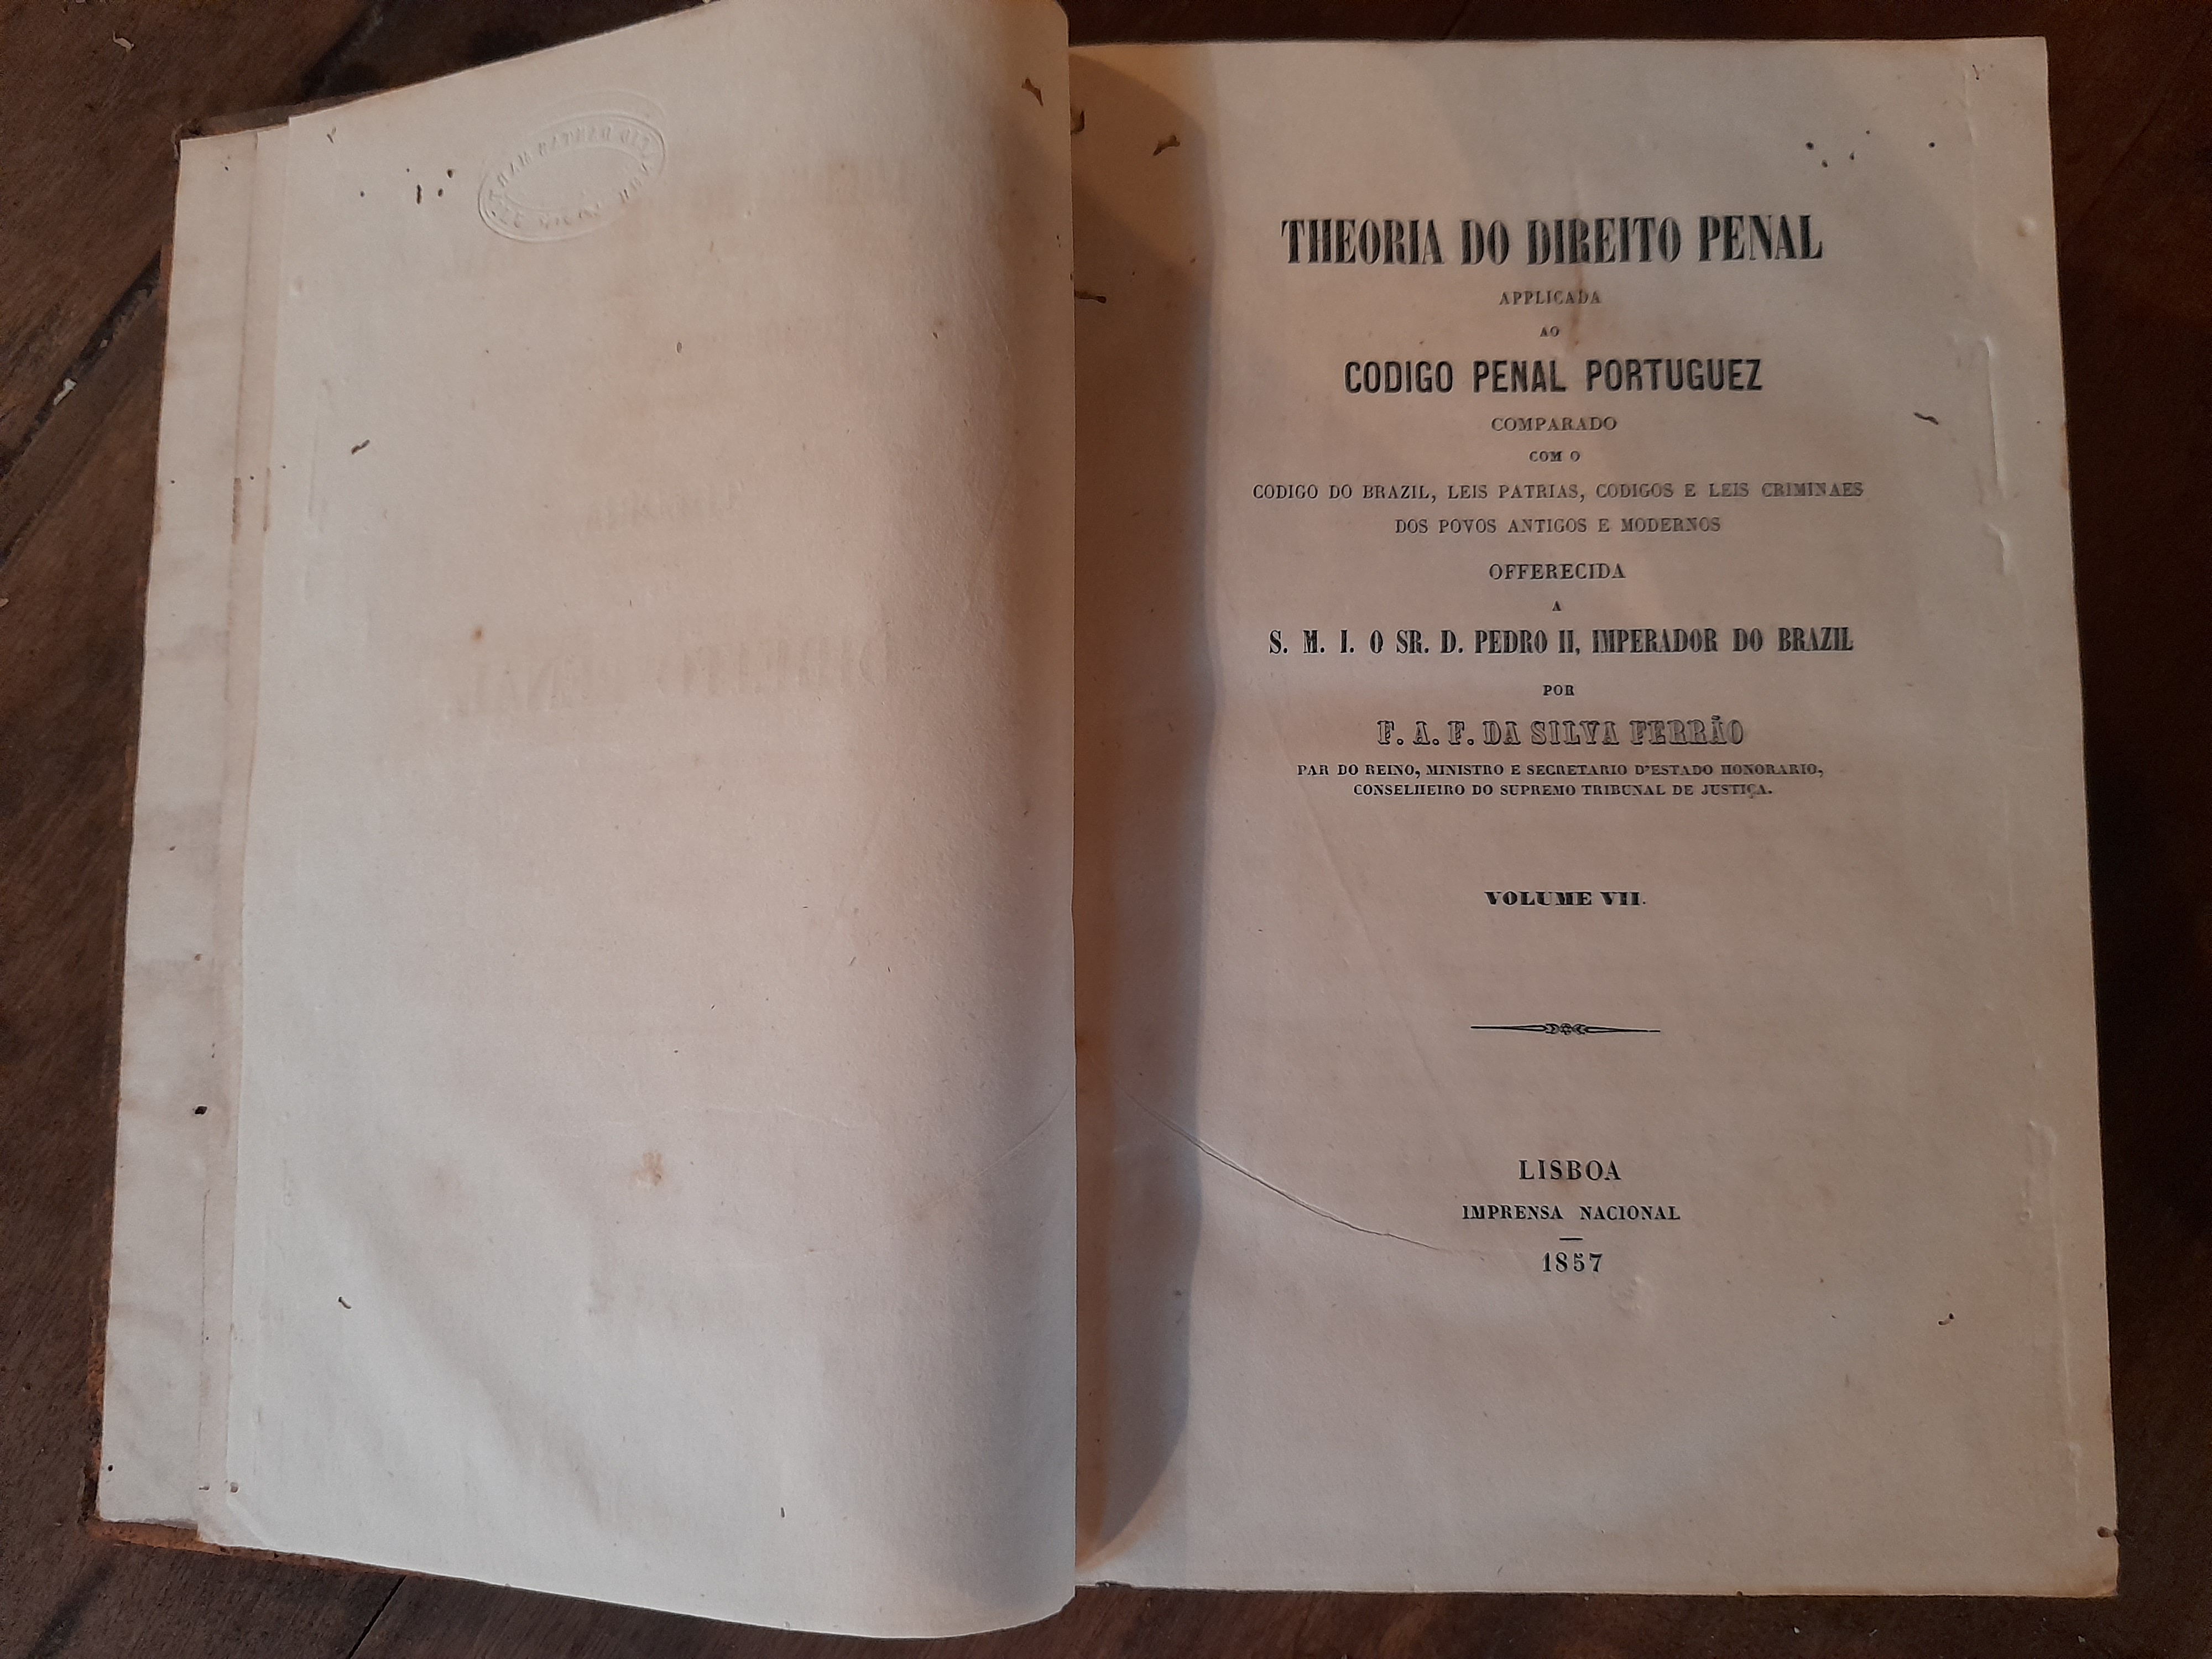 THEORIA DO DIREITO PENAL
APPLICADA
AO
CODIGO PENAL PORTUGUEZ
COMPARADO
COM O
CODIGO DO BRAZIL, LEIS PATRIAS, CODIGOS E LEIS CRIMINAES
DOS POVOS ANTIGOS E MODERNOS
OFFERECIDA
A
S. M. I. O SR. D. PEDRO II, IMPERADOR DO BRAZIL
POR
F. A. F. DA SILVA FERRÃO
PAR DO REINO, MINISTRO E SECRETARIO D'ESTADO HONORARIO,
CONSELHEIRO DO SUPREMO TRIBUNAL DE JUSTIÇA.
VOLUME VII.
LISBOA
IMPRENSA NACIONAL
1857